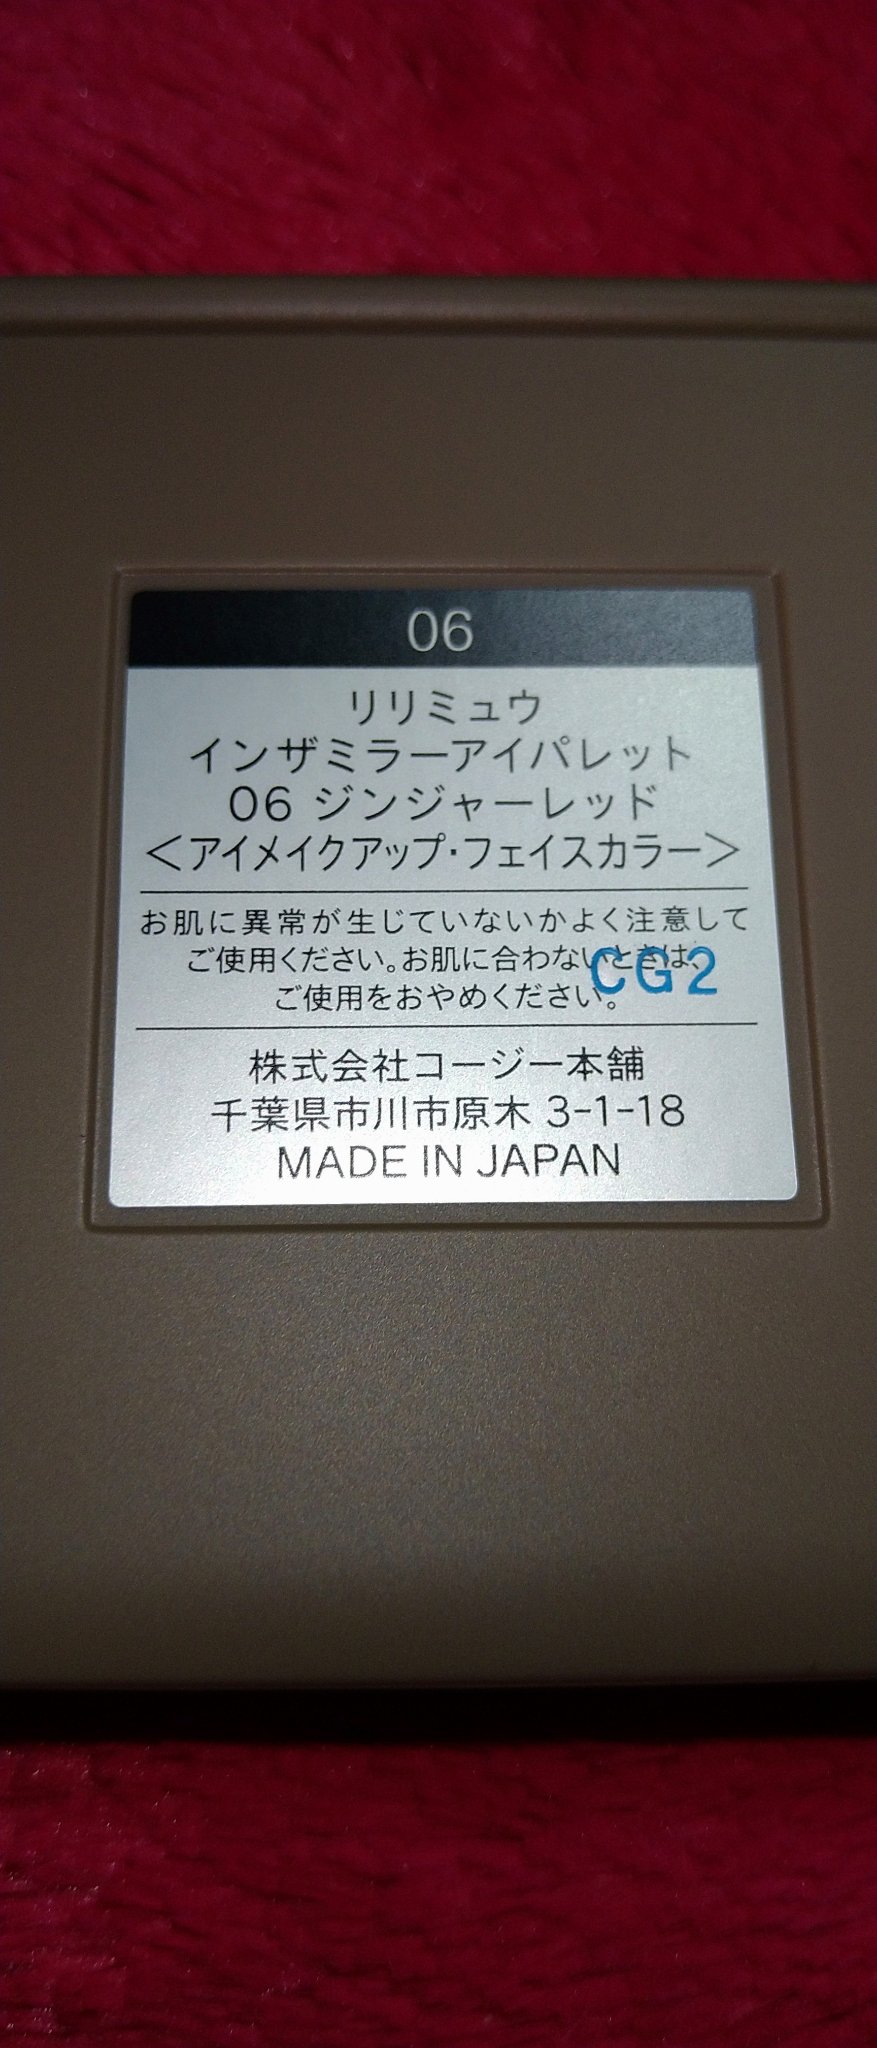 06
リリミュウ
インザミラーアイパレット
06 ジンジャーレッド
<アイメイクアップ・フェイスカラー>
お肌に異常が生じていないかよく注意して
ご使用ください。お肌に合わないときは、
ご使用をおやめください。
CG2
株式会社コージー本舗
千葉県市川市原木 3-1-18
MADE IN JAPAN